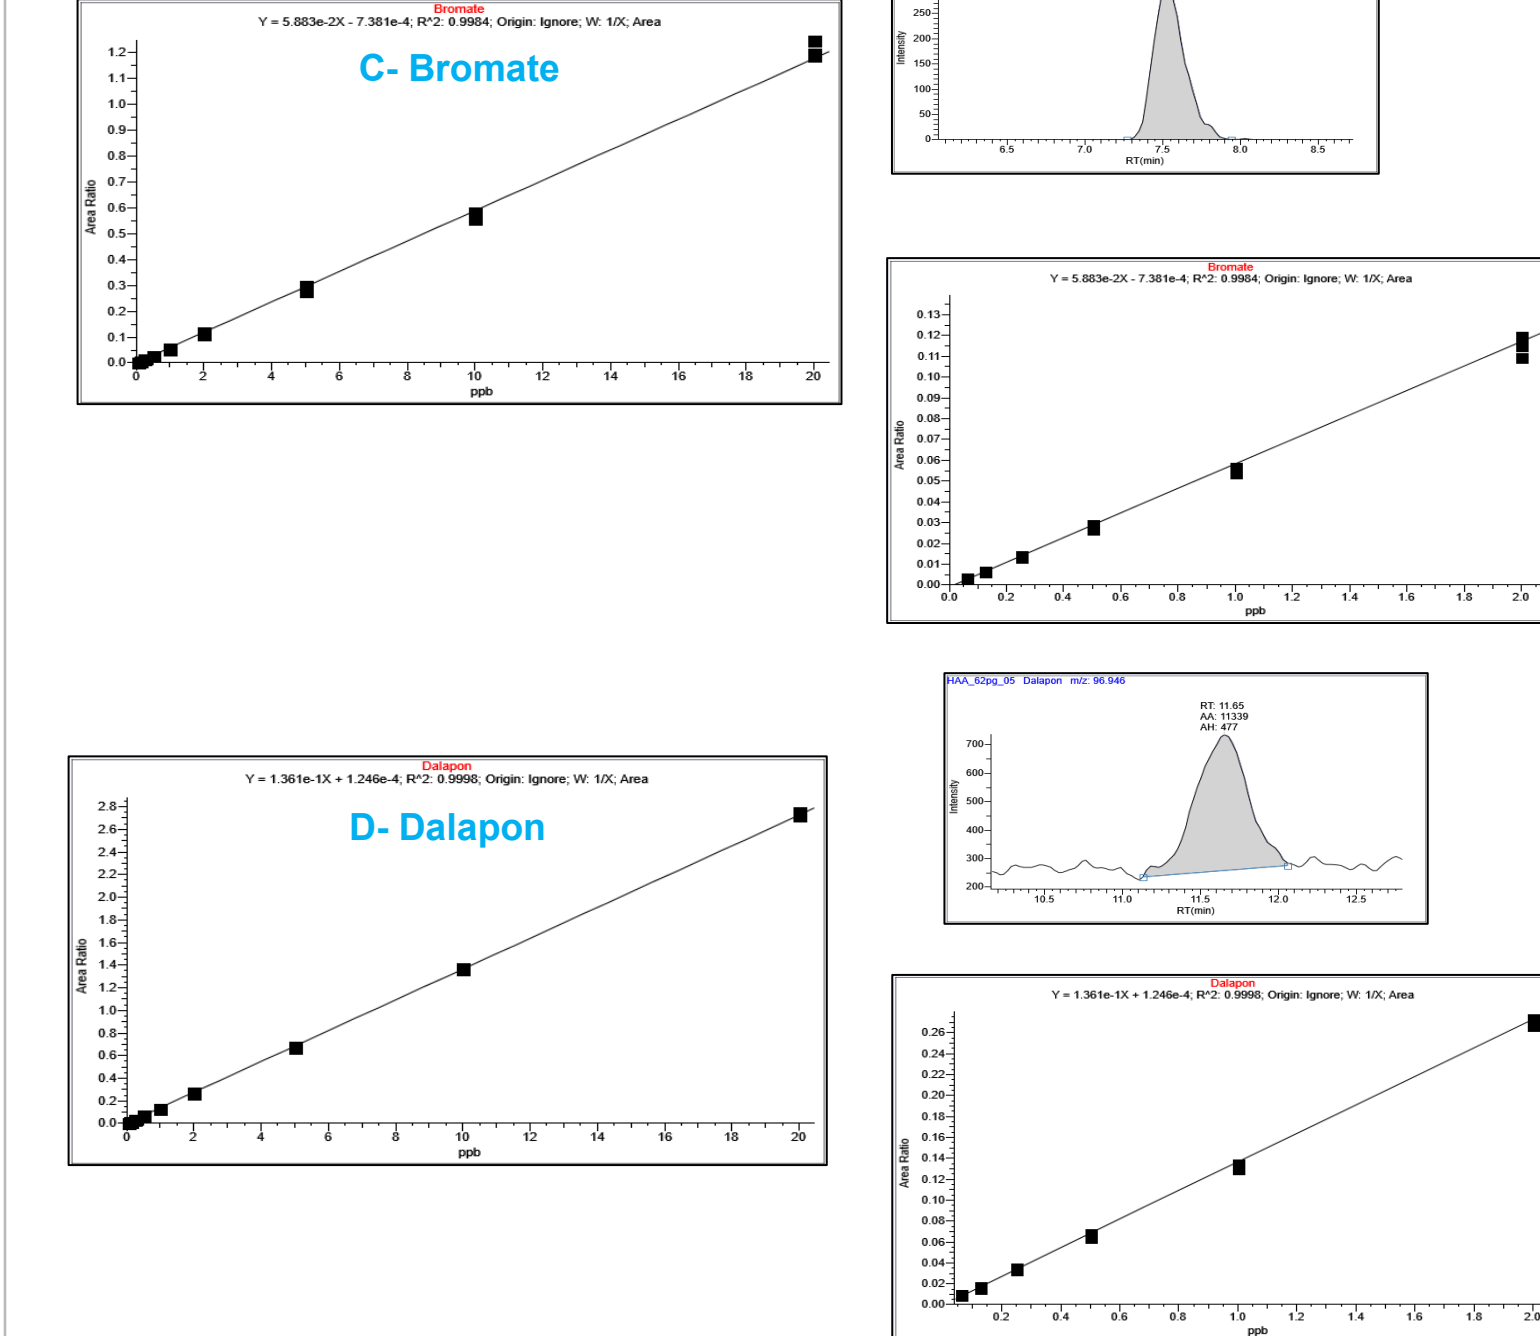 Bromate
Y = 5.883e-2X - 7.381e-4; R^2: 0.9984; Origin: Ignore; W: 1/X; Area
C- Bromate
1.2
1.1
1.0
0.9
0.8
0.7
0.6
0.5
0.4
0.3
0.2
0.1
0.0
Area Ratio
0 2 4 6 8 10 12 14 16 18 20
ppb
250
200
150
100
50
0
Intensity
6.5 7.0 7.5 8.0 8.5
RT(min)
Bromate
Y = 5.883e-2X - 7.381e-4; R^2: 0.9984; Origin: Ignore; W: 1/X; Area
0.13
0.12
0.11
0.10
0.09
0.08
0.07
0.06
0.05
0.04
0.03
0.02
0.01
0.00
Area Ratio
0.0 0.2 0.4 0.6 0.8 1.0 1.2 1.4 1.6 1.8 2.0
ppb
HAA_62pg_05 Dalapon m/z: 96.946
RT: 11.65
AA: 11339
AH: 477
700
600
500
400
300
200
Intensity
10.5 11.0 11.5 12.0 12.5
RT(min)
Dalapon
Y = 1.361e-1X + 1.246e-4; R^2: 0.9998; Origin: Ignore; W: 1/X; Area
D- Dalapon
2.8
2.6
2.4
2.2
2.0
1.8
1.6
1.4
1.2
1.0
0.8
0.6
0.4
0.2
0.0
Area Ratio
0 2 4 6 8 10 12 14 16 18 20
ppb
Dalapon
Y = 1.361e-1X + 1.246e-4; R^2: 0.9998; Origin: Ignore; W: 1/X; Area
0.26
0.24
0.22
0.20
0.18
0.16
0.14
0.12
0.10
0.08
0.06
0.04
0.02
0.00
Area Ratio
0.2 0.4 0.6 0.8 1.0 1.2 1.4 1.6 1.8 2.0
ppb